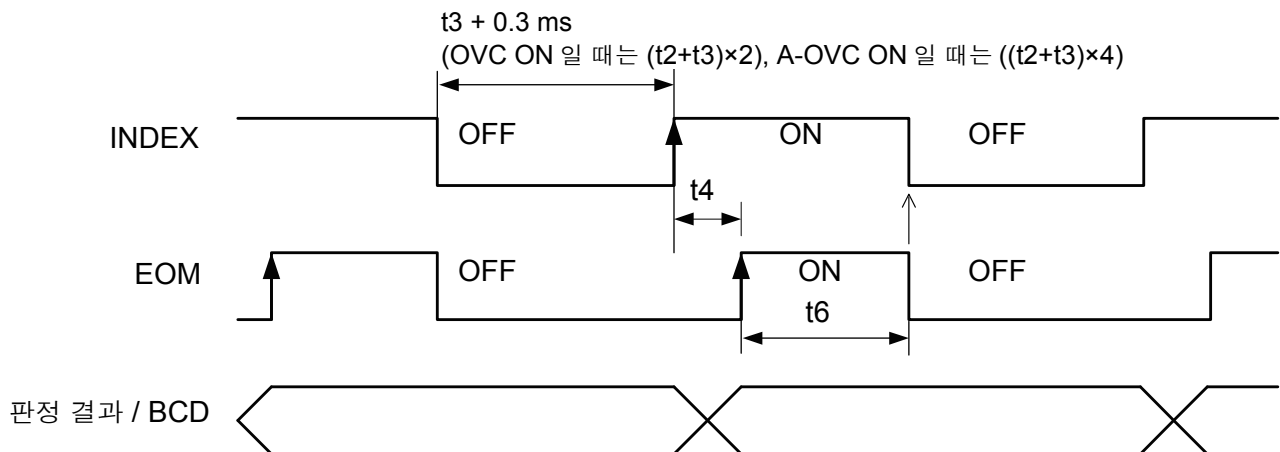 t3 + 0.3 ms
(OVC ON 일 때는 (t2+t3)×2), A-OVC ON 일 때는 ((t2+t3)×4)
INDEX
OFF
ON
OFF
t4
EOM
OFF
ON
OFF
t6
판정 결과 / BCD